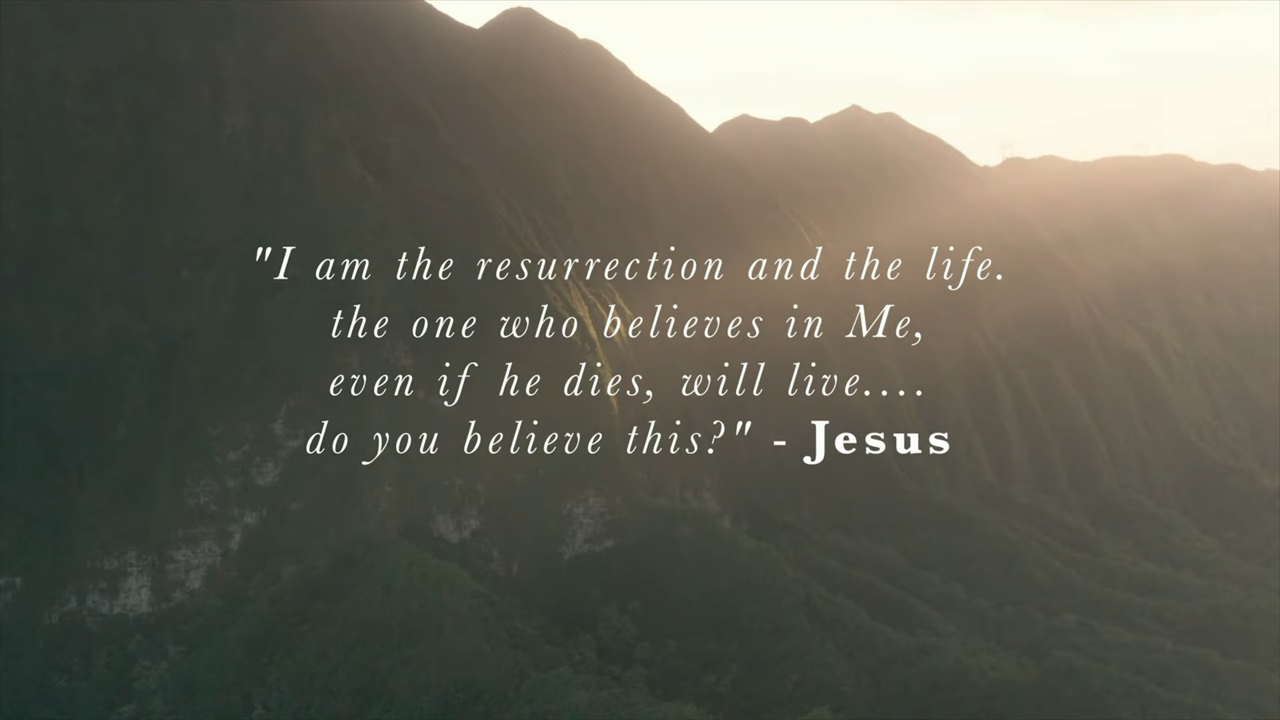 "I am the resurrection and the life.
the one who believes in Me,
even if he dies, will live....
do you believe this?" - Jesus